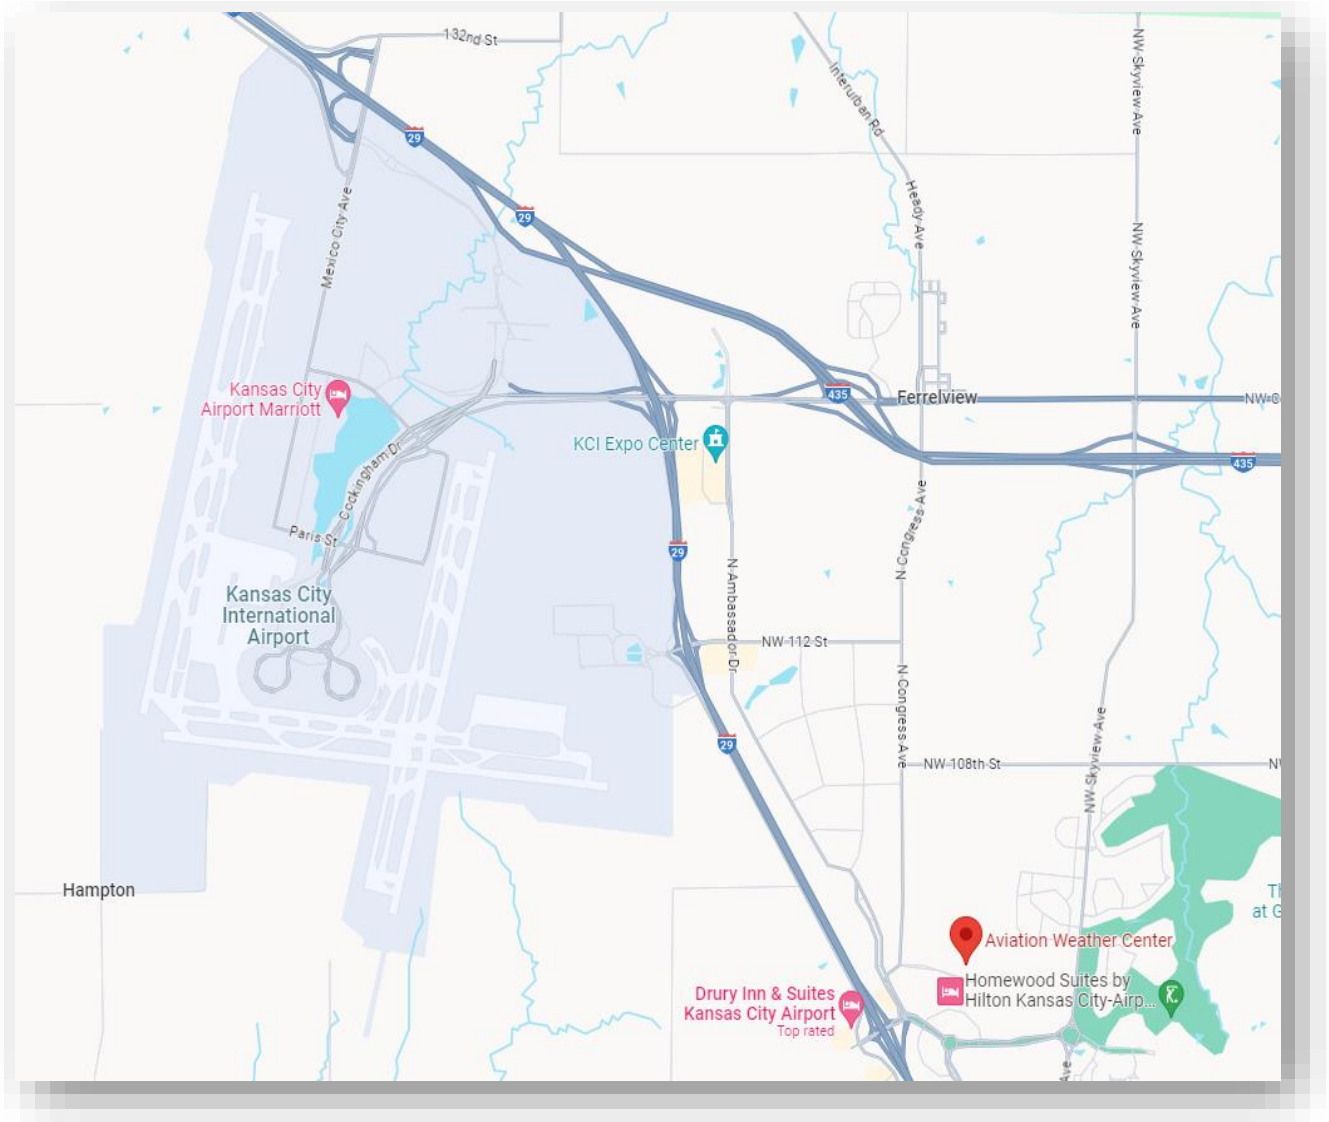 132nd St
Interurban Rd
NW Skyview Ave
29
Mexico City Ave
Heady Ave
29
NW Skyview Ave
Kansas City
Airport Marriott
435
Ferrelview
KCI Expo Center
Cockingham Dr
435
Paris St
N Congress Ave
29
N Ambassador Dr
Kansas City
International
Airport
NW 112 St
N Congress Ave
29
NW Skyview Ave
NW 108th St
Hampton
at G
Aviation Weather Center
Homewood Suites by
Hilton Kansas City-Airp...
Drury Inn & Suites
Kansas City Airport
Top rated
Ave